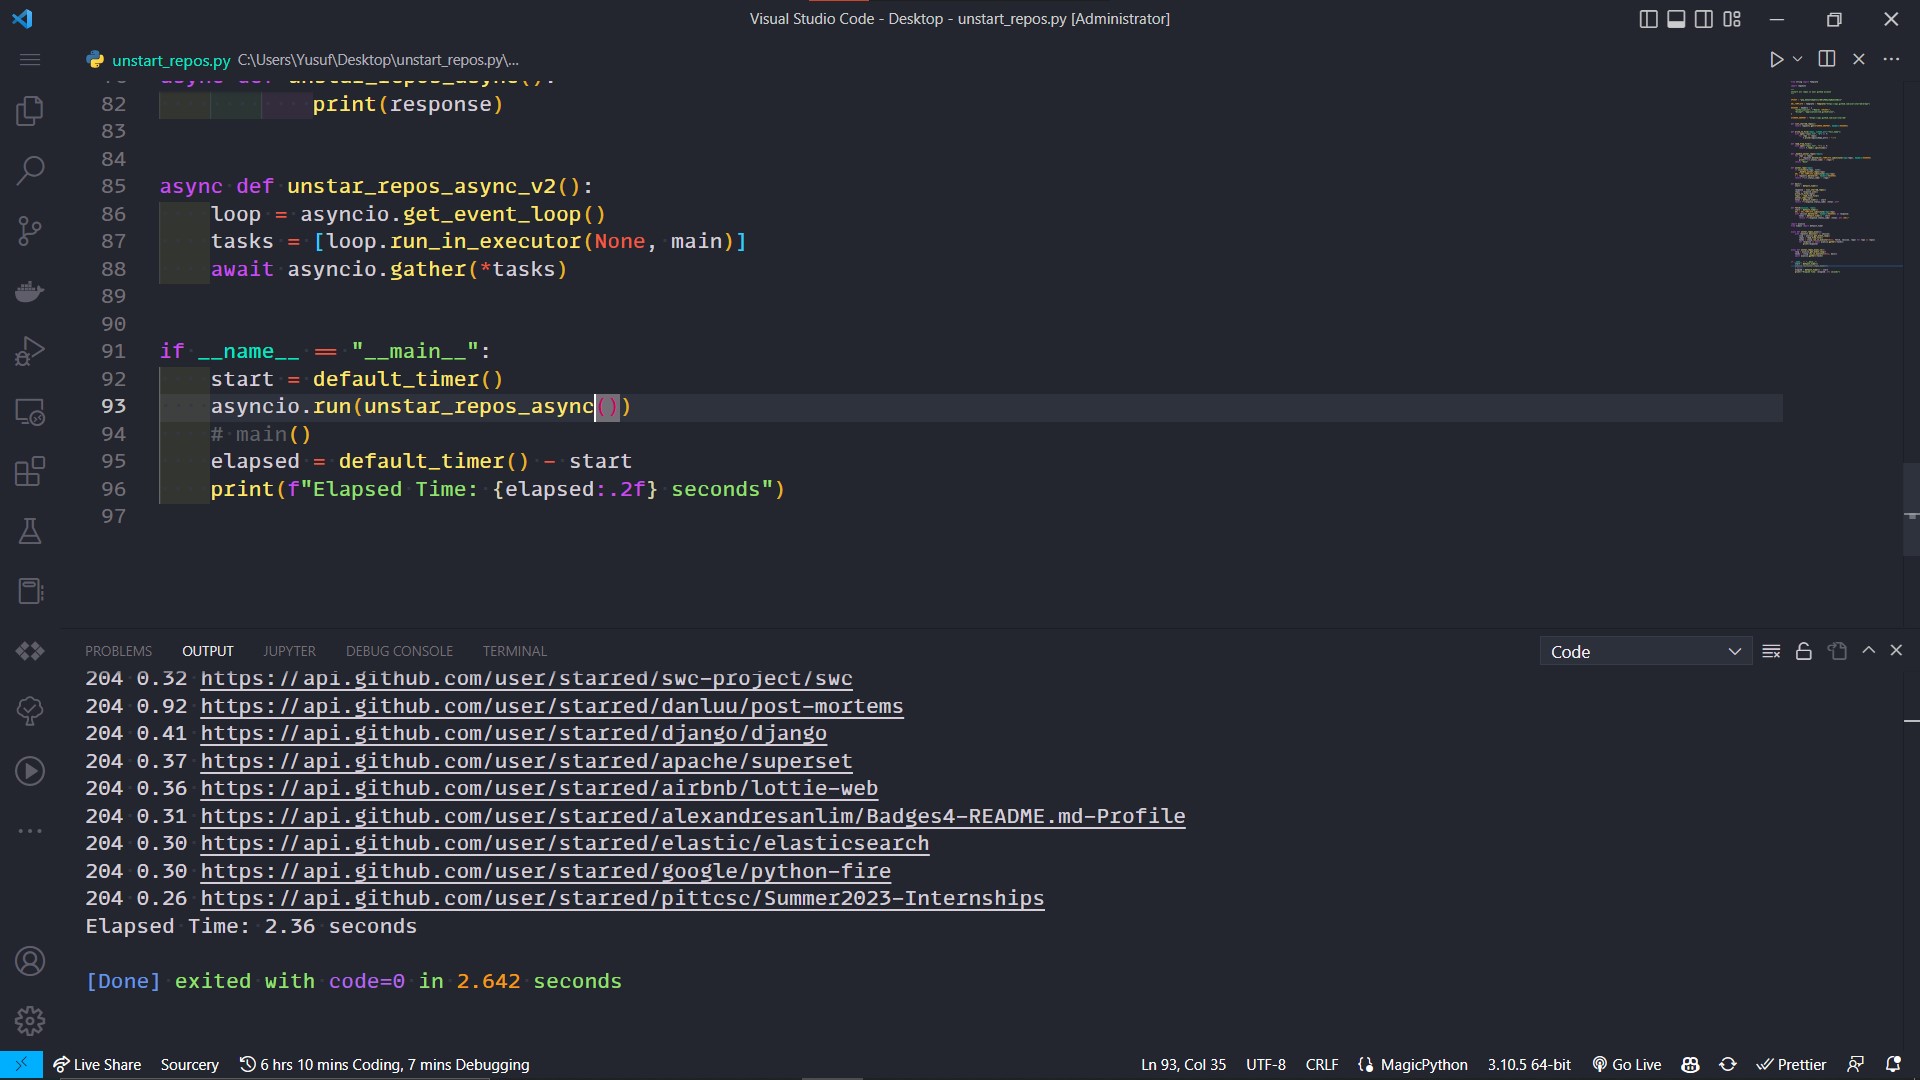 Visual Studio Code - Desktop - unstart_repos.py [Administrator]
unstart_repos.py C:\Users\Yusuf\Desktop\unstart_repos.py\...
async def unstar_repos_async():
82 print(response)
83
84
85 async def unstar_repos_async_v2():
86 loop = asyncio.get_event_loop()
87 tasks = [loop.run_in_executor(None, main)]
88 await asyncio.gather(*tasks)
89
90
91 if __name__ == "__main__":
92 start = default_timer()
93 asyncio.run(unstar_repos_async())
94 # main()
95 elapsed = default_timer() - start
96 print(f"Elapsed Time: {elapsed:.2f} seconds")
97
PROBLEMS OUTPUT JUPYTER DEBUG CONSOLE TERMINAL Code
204 0.32 https://api.github.com/user/starred/swc-project/swc
204 0.92 https://api.github.com/user/starred/danluu/post-mortems
204 0.41 https://api.github.com/user/starred/django/django
204 0.37 https://api.github.com/user/starred/apache/superset
204 0.36 https://api.github.com/user/starred/airbnb/lottie-web
204 0.31 https://api.github.com/user/starred/alexandresanlim/Badges4-README.md-Profile
204 0.30 https://api.github.com/user/starred/elastic/elasticsearch
204 0.30 https://api.github.com/user/starred/google/python-fire
204 0.26 https://api.github.com/user/starred/pittcsc/Summer2023-Internships
Elapsed Time: 2.36 seconds
[Done] exited with code=0 in 2.642 seconds
Live Share Sourcery 6 hrs 10 mins Coding, 7 mins Debugging Ln 93, Col 35 UTF-8 CRLF MagicPython 3.10.5 64-bit Go Live Prettier